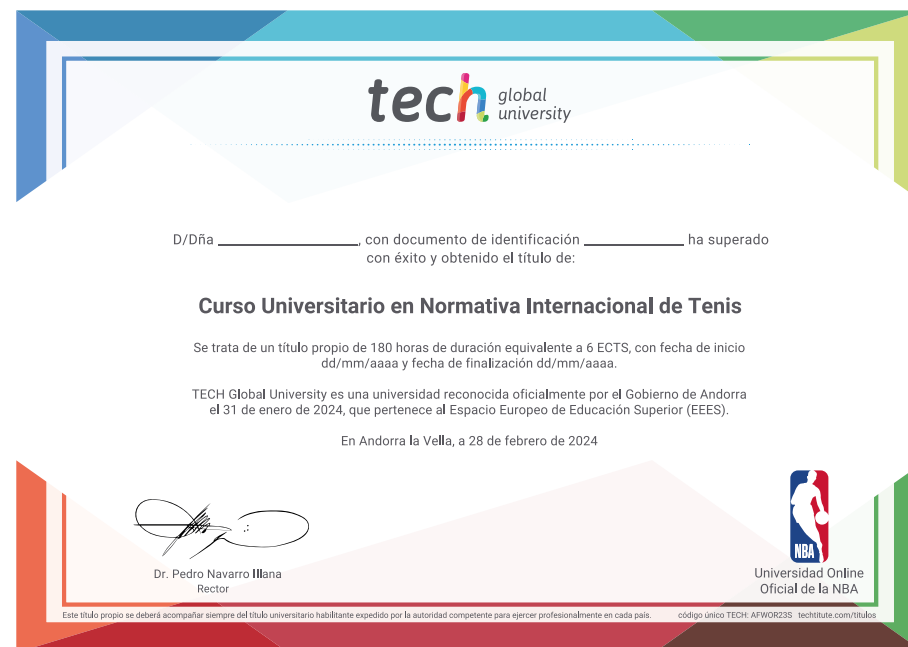 tech global university
D/Dña ____________________, con documento de identificación ______________ ha superado
con éxito y obtenido el título de:
Curso Universitario en Normativa Internacional de Tenis
Se trata de un título propio de 180 horas de duración equivalente a 6 ECTS, con fecha de inicio
dd/mm/aaaa y fecha de finalización dd/mm/aaaa.
TECH Global University es una universidad reconocida oficialmente por el Gobierno de Andorra
el 31 de enero de 2024, que pertenece al Espacio Europeo de Educación Superior (EEES).
En Andorra la Vella, a 28 de febrero de 2024
Dr. Pedro Navarro Illana
Rector
NBA
Universidad Online
Oficial de la NBA
Este título propio se deberá acompañar siempre del título universitario habilitante expedido por la autoridad competente para ejercer profesionalmente en cada país. código único TECH: AFWOR23S techtitute.com/titulos